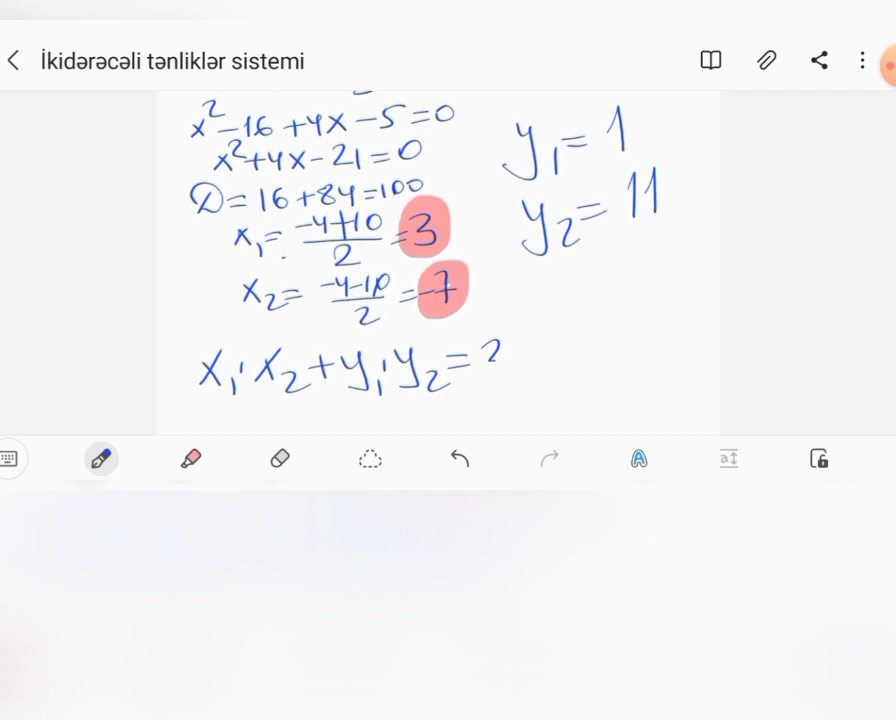 İkidərəcəli tənliklər sistemi
x²-16+4x-5=0
x²+4x-21=0
D=16+84=100
x₁=(-4+10)/2=3
x₂=(-4-10)/2=-7
y₁=1
y₂=11
x₁·x₂+y₁·y₂=?